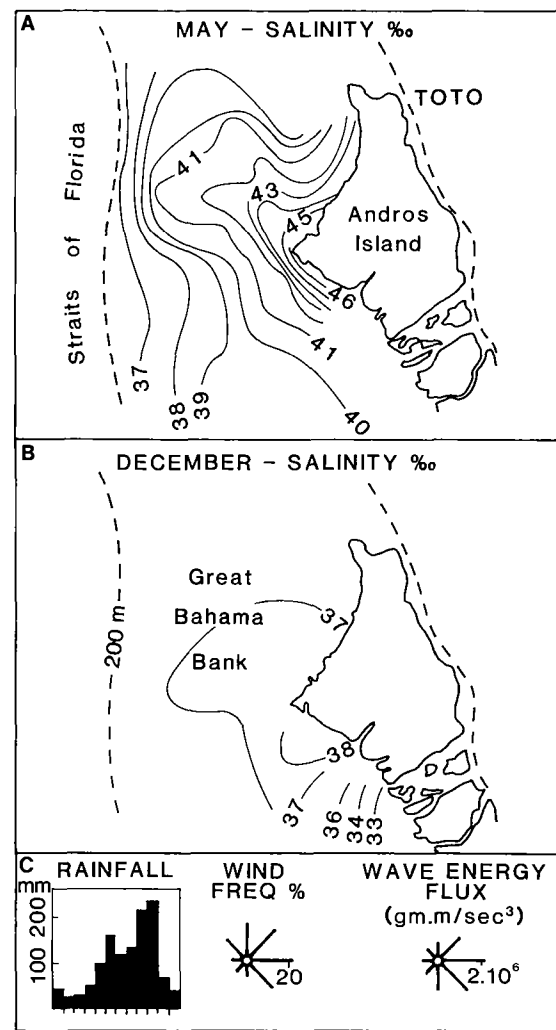 A
MAY – SALINITY ‰
TOTO
Straits of Florida
41
43
45
Andros
Island
46
41
37
38
39
40
B
DECEMBER – SALINITY ‰
200 m
Great
Bahama
Bank
37
38
37
36
34
33
C
RAINFALL
mm
200
100
WIND
FREQ %
20
WAVE ENERGY
FLUX
(gm.m/sec³)
2.10⁶